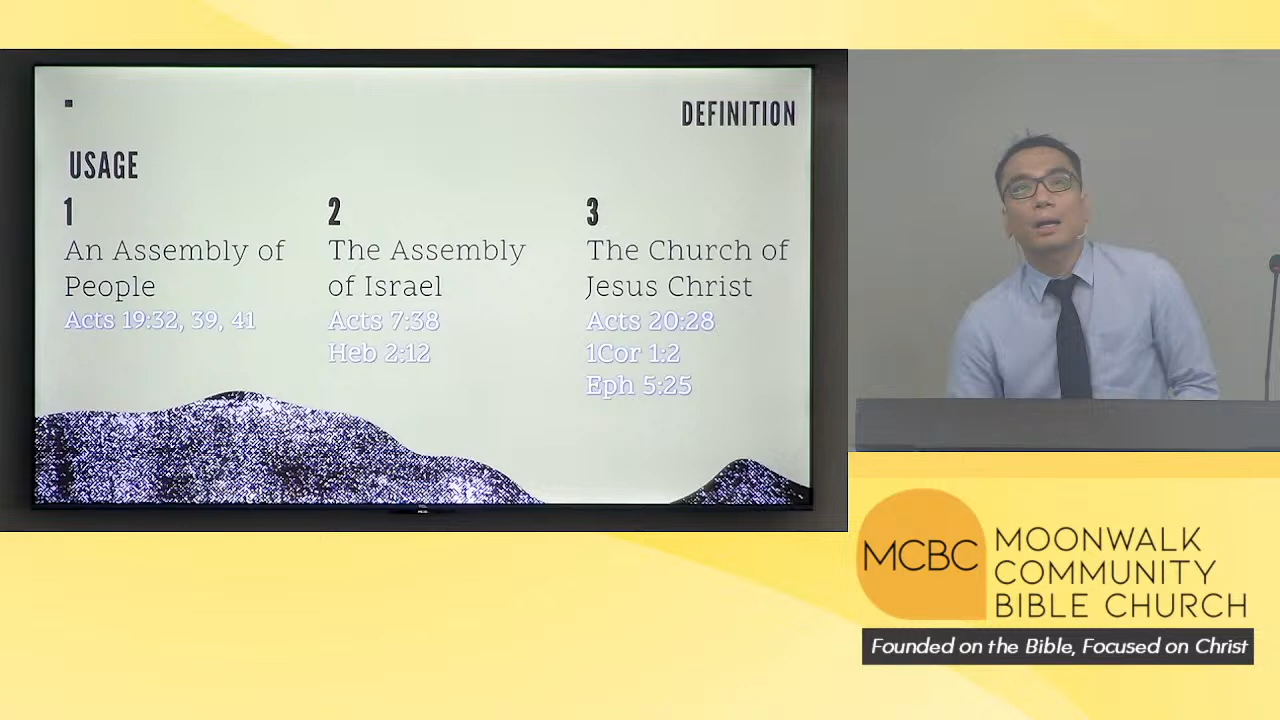 DEFINITION
USAGE
1
An Assembly of
People
Acts 19:32, 39, 41
2
The Assembly
of Israel
Acts 7:38
Heb 2:12
3
The Church of
Jesus Christ
Acts 20:28
1Cor 1:2
Eph 5:25
MCBC
MOONWALK
COMMUNITY
BIBLE CHURCH
Founded on the Bible, Focused on Christ